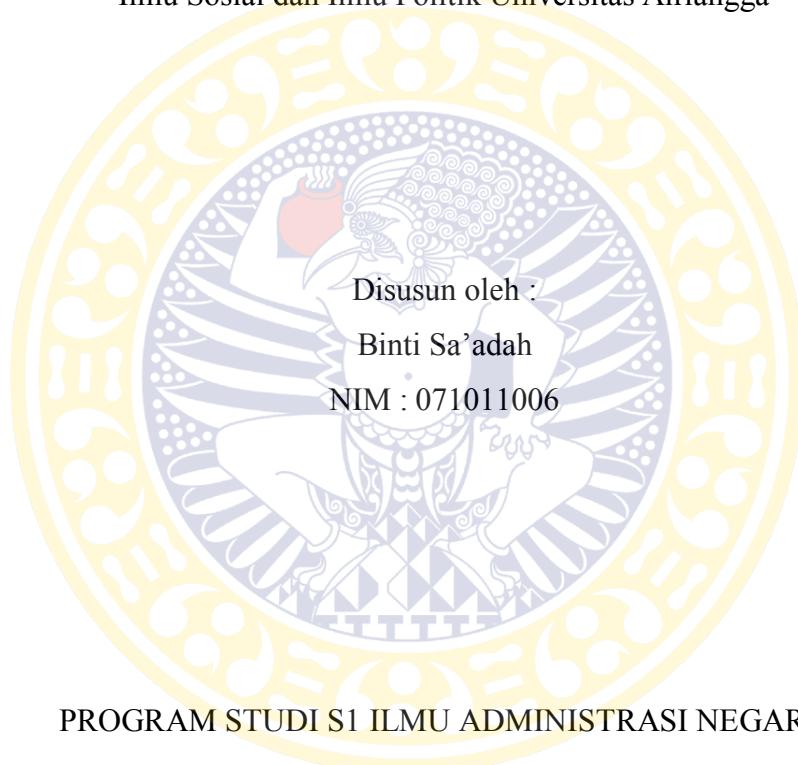 Ilmu Sosial dan Ilmu Politik Universitas Airlangga
Disusun oleh :
Binti Sa’adah
NIM : 071011006
PROGRAM STUDI S1 ILMU ADMINISTRASI NEGAR